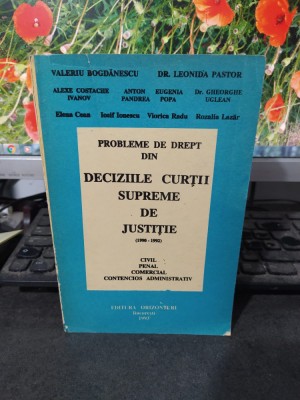 VALERIU BOGDĂNESCU DR. LEONIDA PASTOR
ALEXE COSTACHE ANTON EUGENIA Dr. GHEORGHE
IVANOV PANDREA POPA UGLEAN
Elena Conn Iosif Ionescu Viorica Radu Rozalia Lazăr
PROBLEME DE DREPT
DIN
DECIZIILE CURȚII
SUPREME
DE
JUSTIȚIE
(1990 - 1992)
CIVIL
PENAL
COMERCIAL
CONTENCIOS ADMINISTRATIV
EDITURA ORIZONTURI
București
1993